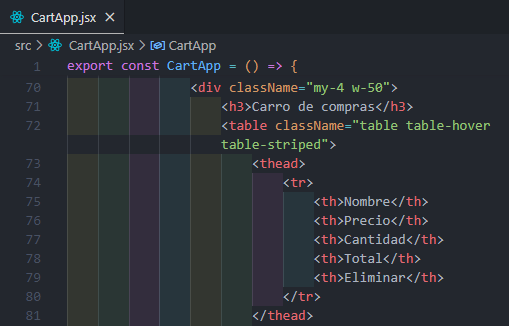 CartApp.jsx ×
src > CartApp.jsx > CartApp
1 export const CartApp = () => {
70 <div className="my-4 w-50">
71 <h3>Carro de compras</h3>
72 <table className="table table-hover
table-striped">
73 <thead>
74 <tr>
75 <th>Nombre</th>
76 <th>Precio</th>
77 <th>Cantidad</th>
78 <th>Total</th>
79 <th>Eliminar</th>
80 </tr>
81 </thead>